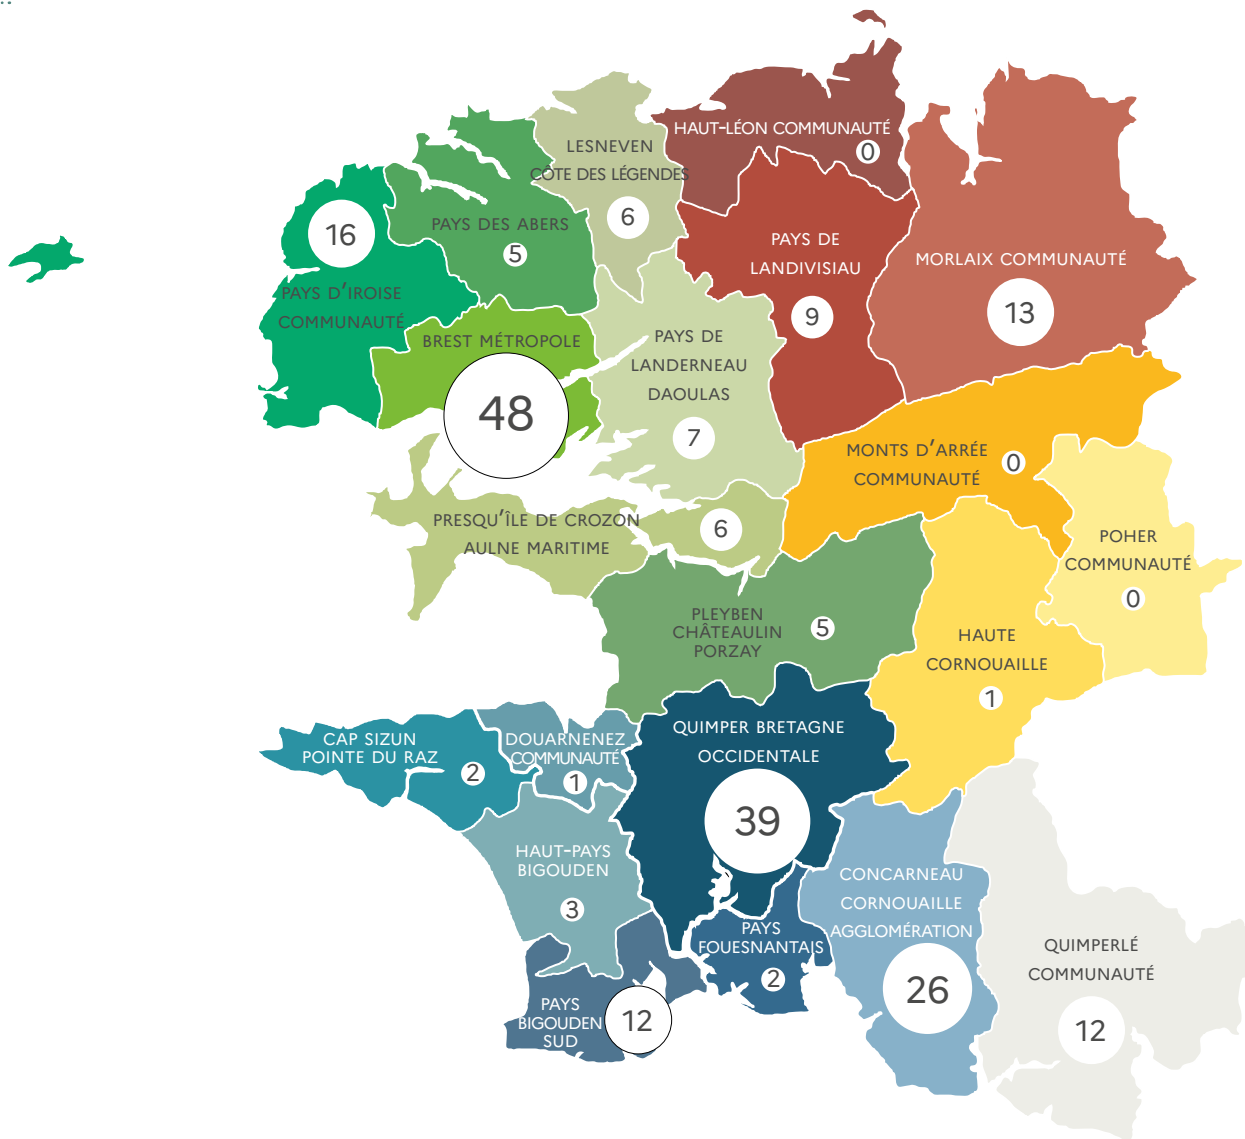 HAUT-LÉON COMMUNAUTÉ
0
LESNEVEN
CÔTE DES LÉGENDES
6
PAYS DES ABERS
5
16
PAYS D'IROISE
COMMUNAUTÉ
PAYS DE
LANDIVISIAU
9
MORLAIX COMMUNAUTÉ
13
BREST MÉTROPOLE
48
PAYS DE
LANDERNEAU
DAOULAS
7
MONTS D'ARRÉE
COMMUNAUTÉ
0
PRESQU'ÎLE DE CROZON
AULNE MARITIME
6
POHER
COMMUNAUTÉ
0
PLEYBEN
CHÂTEAULIN
PORZAY
5
HAUTE
CORNOUAILLE
1
CAP SIZUN
POINTE DU RAZ
2
DOUARNENEZ
COMMUNAUTÉ
1
QUIMPER BRETAGNE
OCCIDENTALE
39
HAUT-PAYS
BIGOUDEN
3
CONCARNEAU
CORNOUAILLE
AGGLOMÉRATION
26
PAYS
FOUESNANTAIS
2
QUIMPERLÉ
COMMUNAUTÉ
12
PAYS
BIGOUDEN
SUD
12